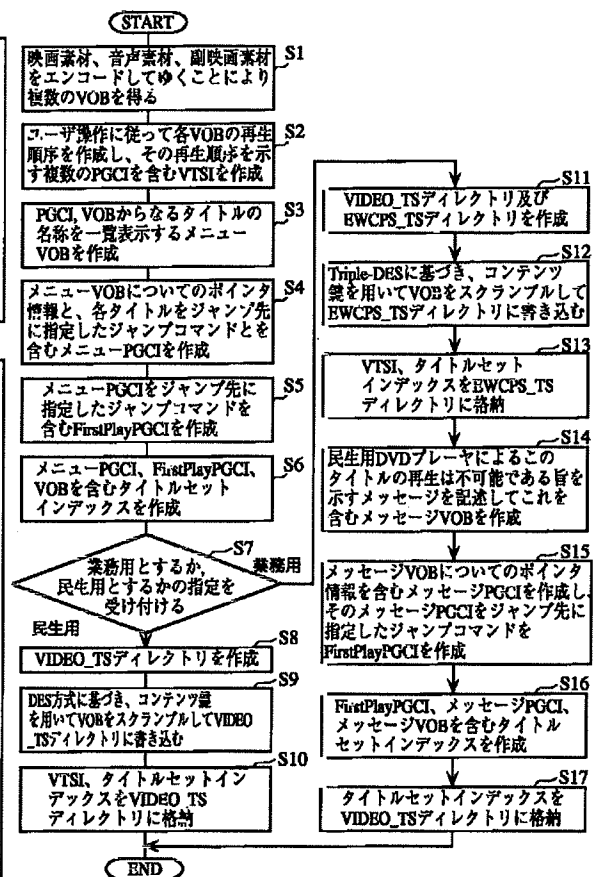 START
S1
映画素材、音声素材、副映画素材
をエンコードしてゆくことにより
複数のVOBを得る
S2
ユーザ操作に従って各VOBの再生
順序を作成し、その再生順序を示
す複数のPGCIを含むVTSIを作成
S3
PGCI, VOBからなるタイトルの
名称を一覧表示するメニュー
VOBを作成
S4
メニューVOBについてのポインタ
情報と、各タイトルをジャンプ先
に指定したジャンプコマンドとを
含むメニューPGCIを作成
S5
メニューPGCIをジャンプ先に
指定したジャンプコマンドを
含むFirstPlayPGCIを作成
S6
メニューPGCI、FirstPlayPGCI、
VOBを含むタイトルセット
インデックスを作成
S7
業務用とするか,
民生用とするかの指定を
受け付ける
業務用
民生用
S8
VIDEO_TSディレクトリを作成
S9
DES方式に基づき、コンテンツ鍵
を用いてVOBをスクランブルしてVIDEO
_TSディレクトリに書き込む
S10
VTSI、タイトルセットイン
デックスをVIDEO_TS
ディレクトリに格納
END
S11
VIDEO_TSディレクトリ及び
EWCPS_TSディレクトリを作成
S12
Triple-DESに基づき、コンテンツ
鍵を用いてVOBをスクランブルして
EWCPS_TSディレクトリに書き込む
S13
VTSI、タイトルセット
インデックスをEWCPS_TS
ディレクトリに格納
S14
民生用DVDプレーヤによるこの
タイトルの再生は不可能である旨を
示すメッセージを記述してこれを
含むメッセージVOBを作成
S15
メッセージVOBについてのポインタ
情報を含むメッセージPGCIを作成し、
そのメッセージPGCIをジャンプ先に
指定したジャンプコマンドを
FirstPlayPGCIを作成
S16
FirstPlayPGCI、メッセージPGCI、
メッセージVOBを含むタイトル
セットインデックスを作成
S17
タイトルセットインデックスを
VIDEO_TSディレクトリに格納